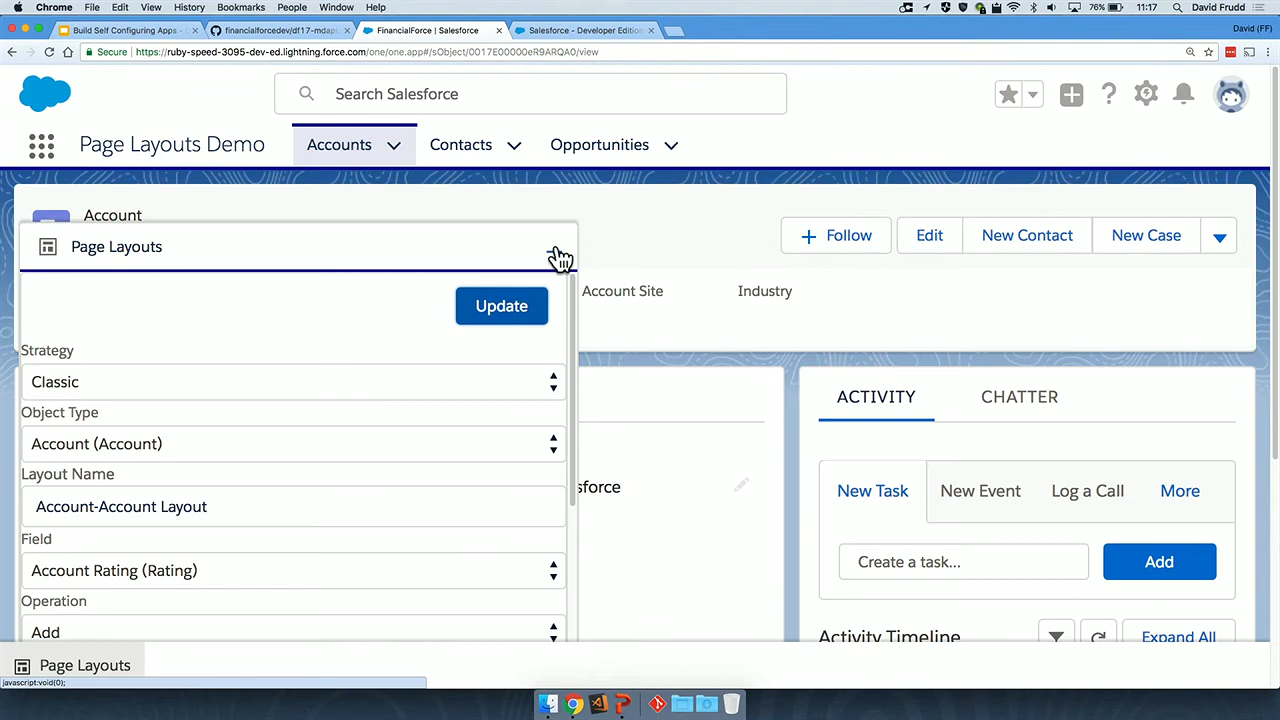 Chrome File Edit View History Bookmarks People Window Help 76% 11:17 David Frudd
Build Self Configuring Apps - financialforcedev/df17-mdapi FinancialForce | Salesforce Salesforce - Developer Edition David (FF)
Secure https://ruby-speed-3095-dev-ed.lightning.force.com/one/one.app#/sObject/0017E00000eR9ARQA0/view
Search Salesforce
Page Layouts Demo Accounts Contacts Opportunities
Account
Page Layouts
Follow Edit New Contact New Case
Account Site Industry
Update
Strategy
Classic
Object Type
Account (Account)
Layout Name
Account-Account Layout
Field
Account Rating (Rating)
Operation
Add
sforce
ACTIVITY CHATTER
New Task New Event Log a Call More
Create a task... Add
Activity Timeline Expand All
Page Layouts
javascript:void(0);